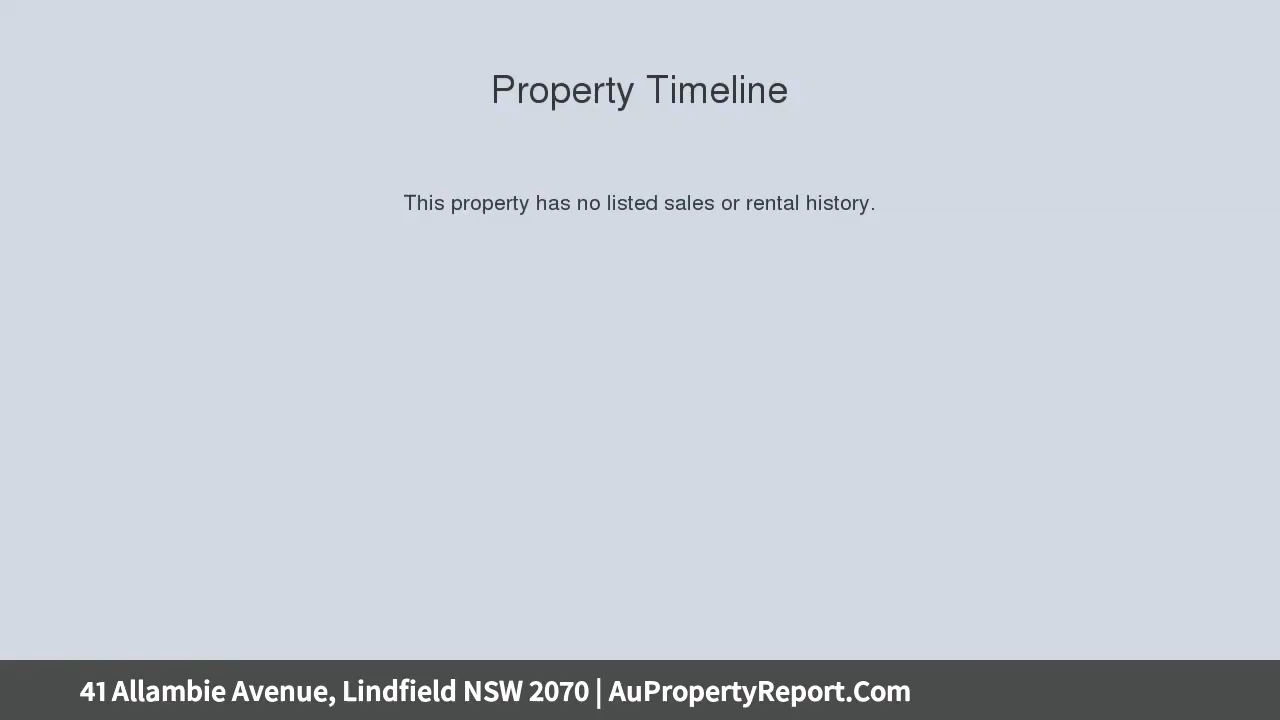 Property Timeline
This property has no listed sales or rental history.
41 Allambie Avenue, Lindfield NSW 2070 | AuPropertyReport.Com